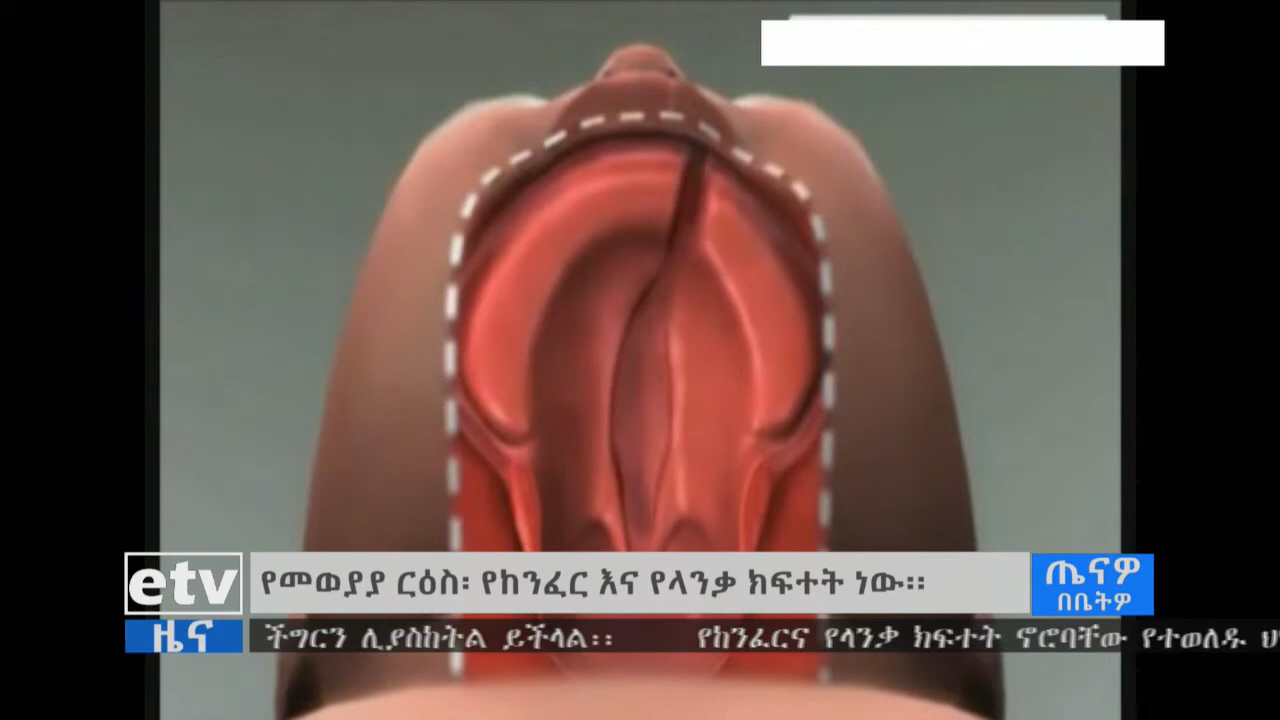 etv
የመወያያ ርዕስ፡ የከንፈር እና የላንቃ ክፍተት ነው።
ጤናዎ
በቤትዎ
ዜና
ችግርን ሊያስከትል ይችላል።
የከንፈርና የላንቃ ክፍተት ኖሮባቸው የተወለዱ